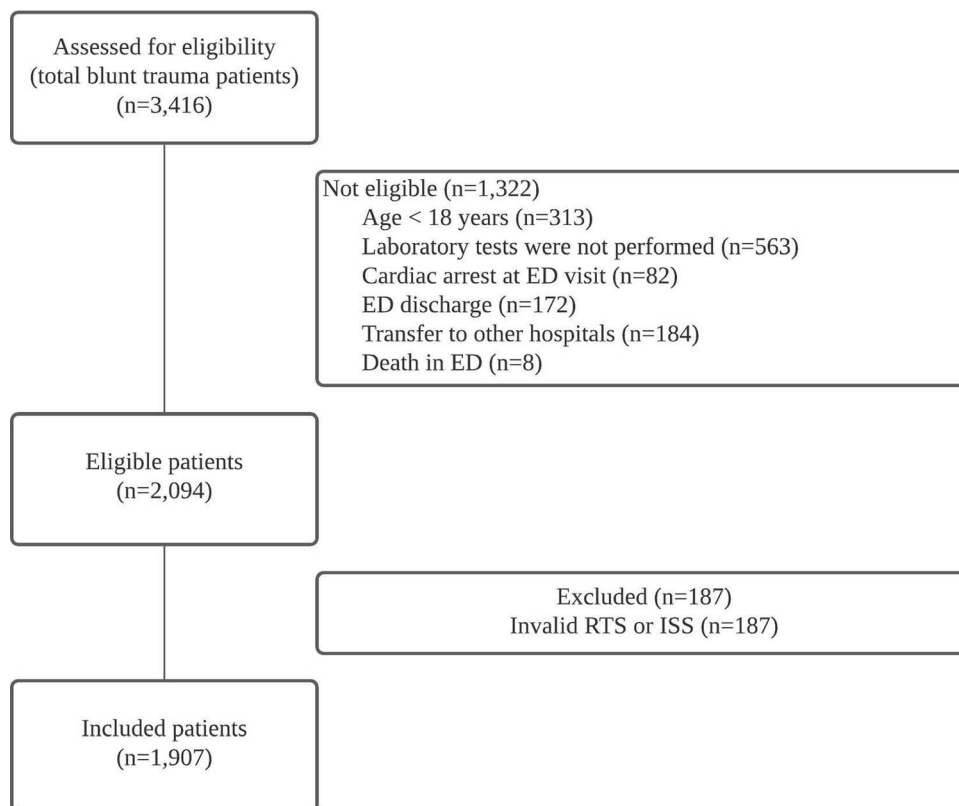 Assessed for eligibility
(total blunt trauma patients)
(n=3,416)
Not eligible (n=1,322)
Age < 18 years (n=313)
Laboratory tests were not performed (n=563)
Cardiac arrest at ED visit (n=82)
ED discharge (n=172)
Transfer to other hospitals (n=184)
Death in ED (n=8)
Eligible patients
(n=2,094)
Excluded (n=187)
Invalid RTS or ISS (n=187)
Included patients
(n=1,907)